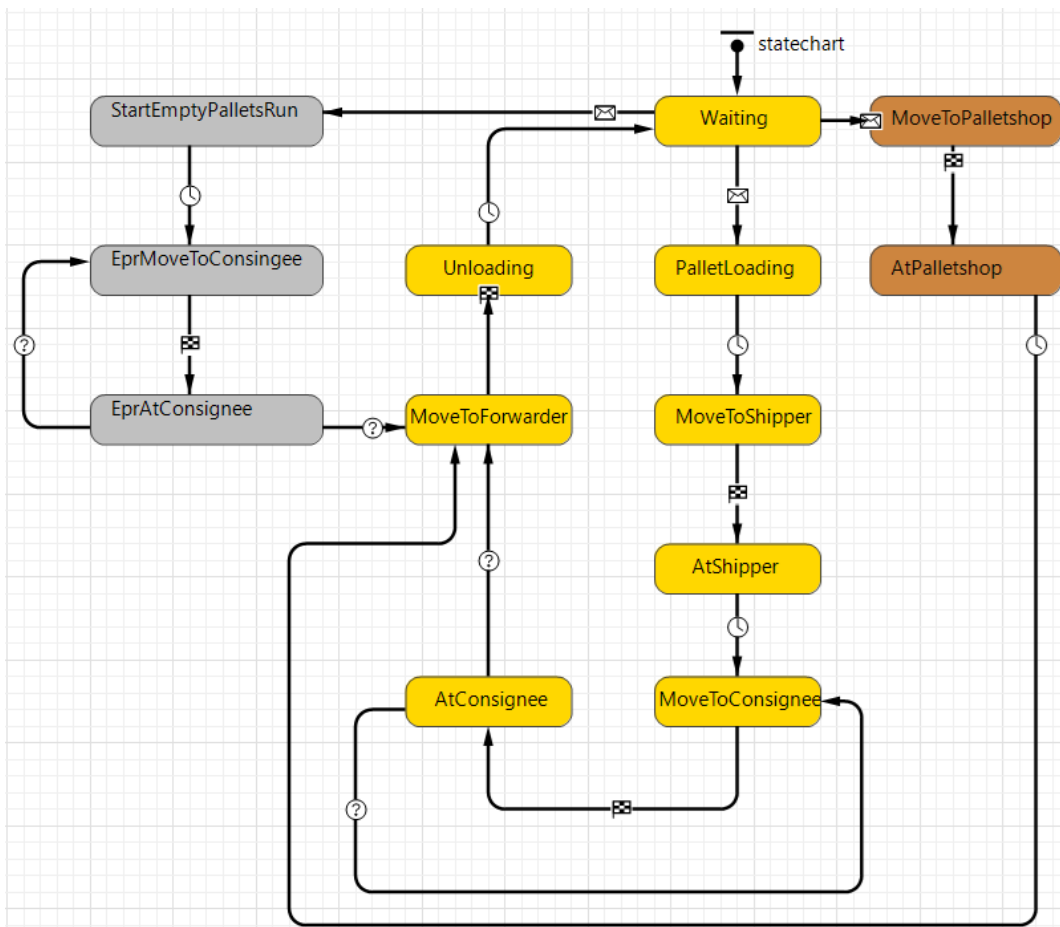 statechart
StartEmptyPalletsRun
Waiting
MoveToPalletshop
EprMoveToConsingee
Unloading
PalletLoading
AtPalletshop
EprAtConsignee
MoveToForwarder
MoveToShipper
AtShipper
AtConsignee
MoveToConsignee
?
?
?
?